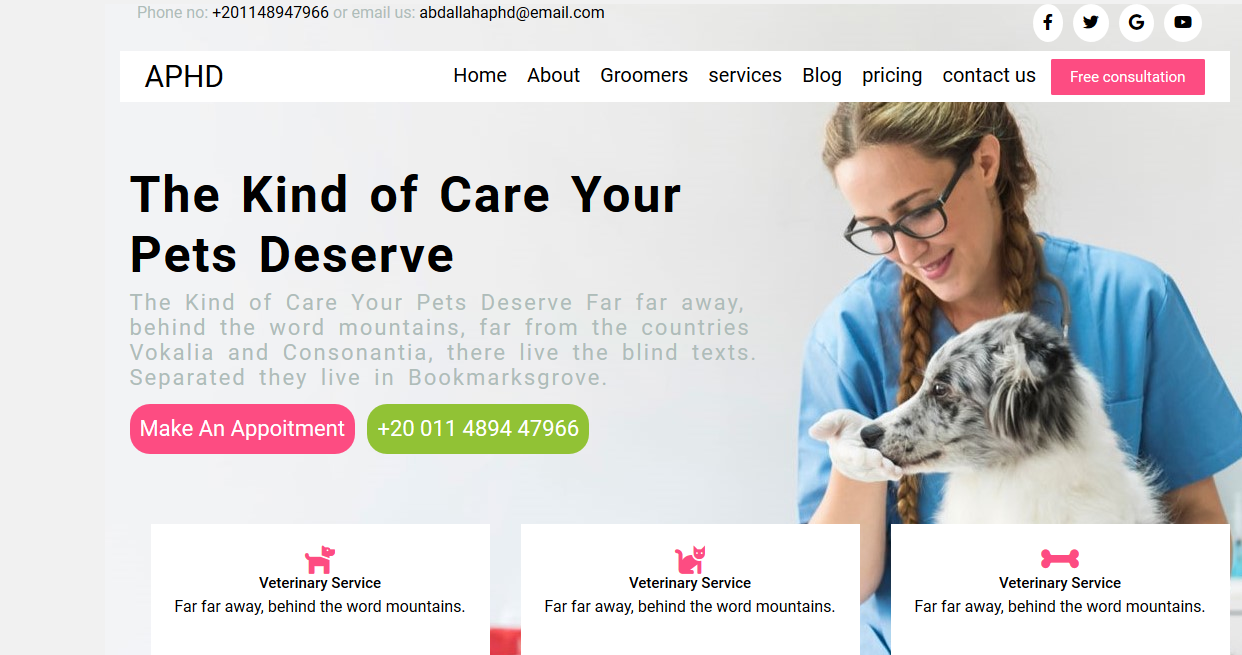 Phone no: +201148947966 or email us: abdallahaphd@email.com
APHD
Home About Groomers services Blog pricing contact us Free consultation
The Kind of Care Your
Pets Deserve
The Kind of Care Your Pets Deserve Far far away,
behind the word mountains, far from the countries
Vokalia and Consonantia, there live the blind texts.
Separated they live in Bookmarksgrove.
Make An Appoitment +20 011 4894 47966
Veterinary Service
Far far away, behind the word mountains.
Veterinary Service
Far far away, behind the word mountains.
Veterinary Service
Far far away, behind the word mountains.